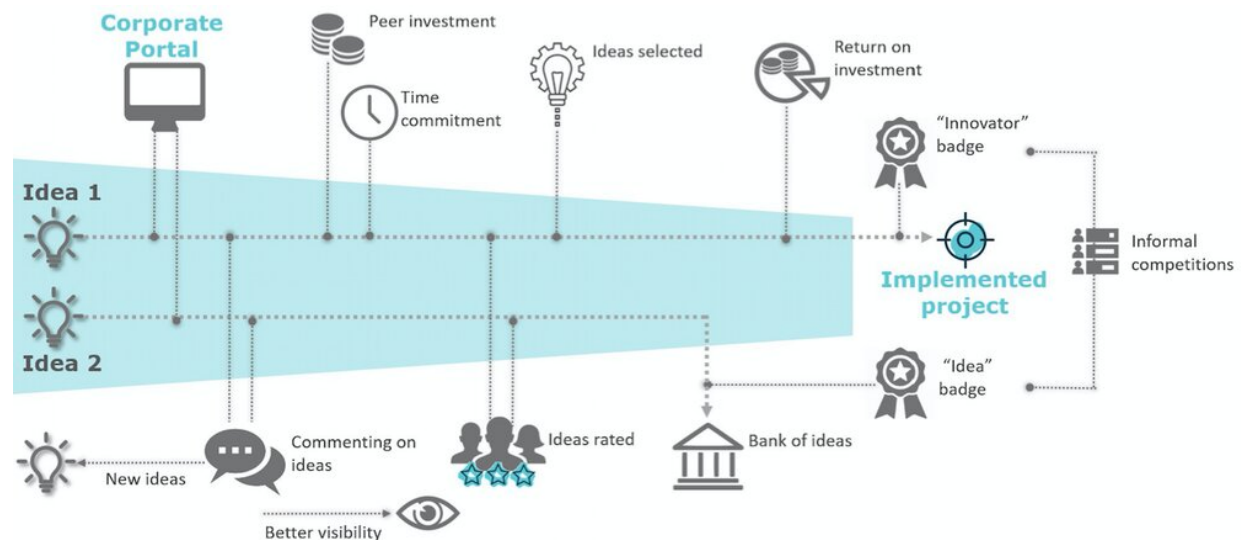 Corporate
Portal
Peer investment
Time
commitment
Ideas selected
Return on
investment
“Innovator”
badge
Idea 1
Informal
competitions
Implemented
project
Idea 2
“Idea”
badge
Commenting on
ideas
Ideas rated
Bank of ideas
New ideas
Better visibility